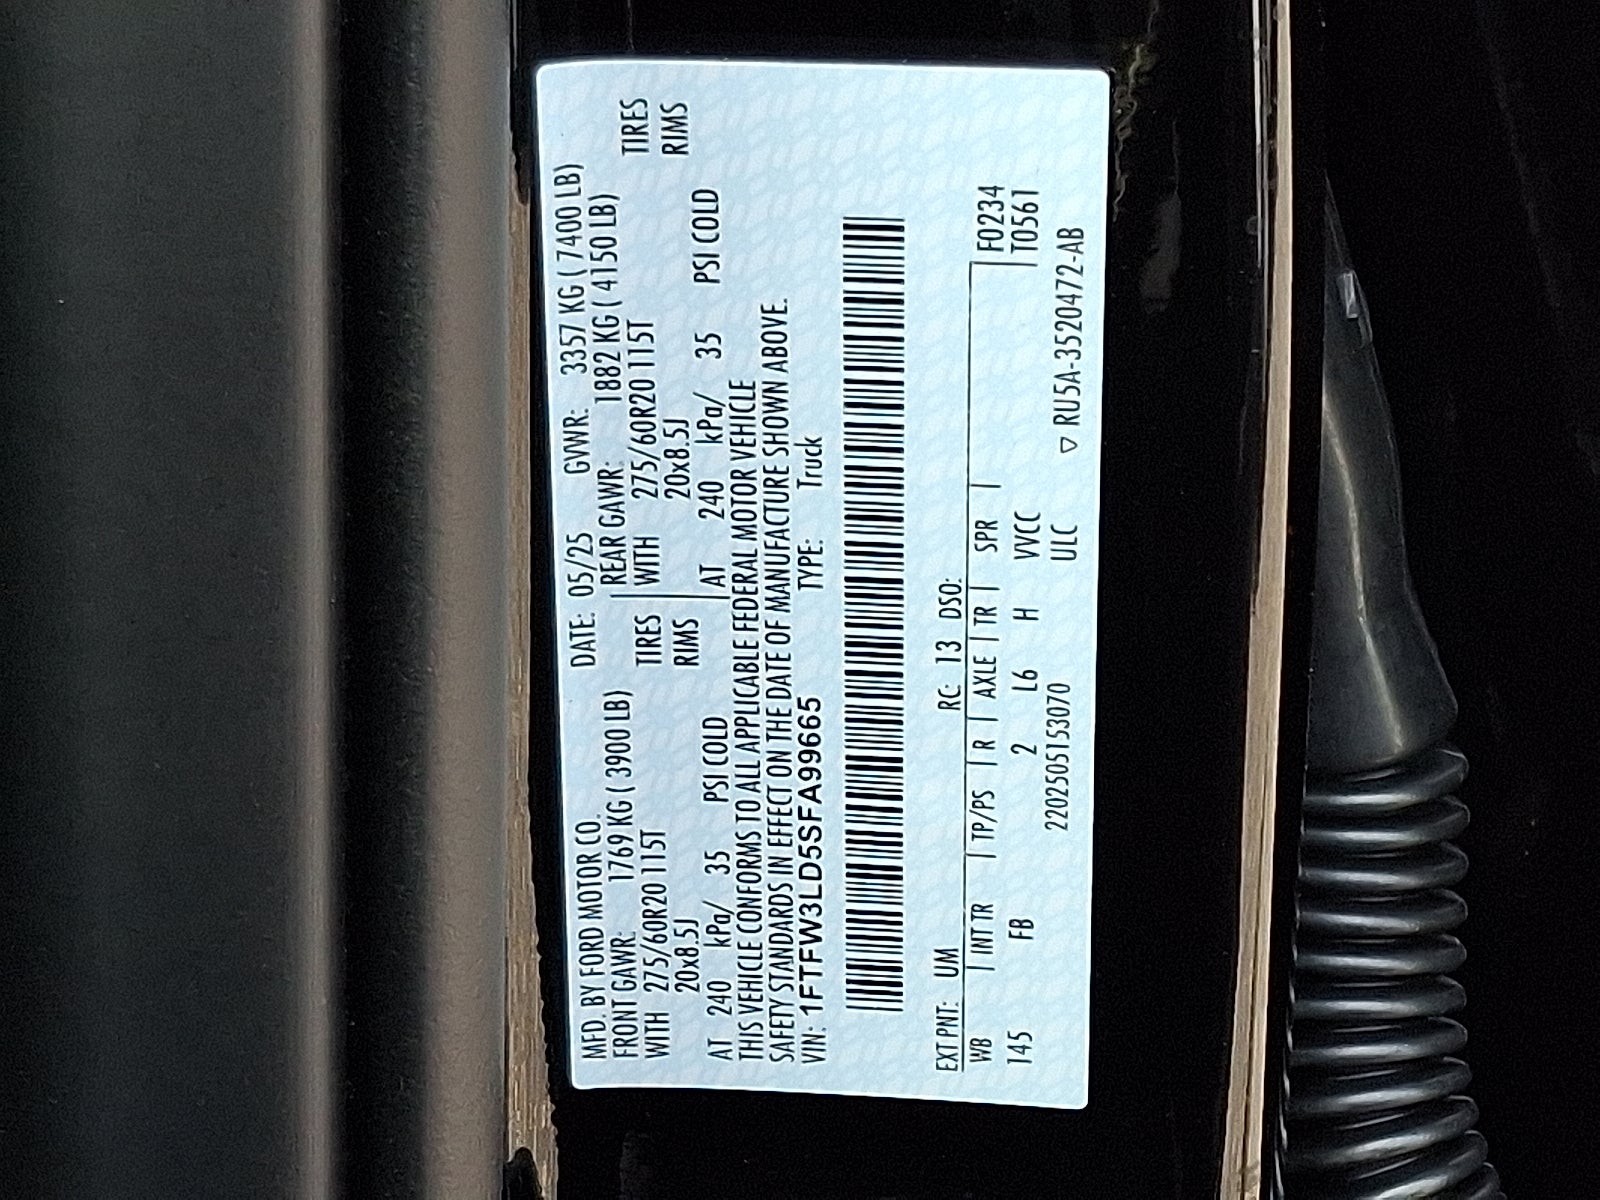 MFD. BY FORD MOTOR CO. DATE: 05/25 GVWR: 3357 KG ( 7400 LB)
FRONT GAWR: 1769 KG ( 3900 LB) REAR GAWR: 1882 KG ( 4150 LB)
WITH 275/60R20 115T TIRES WITH 275/60R20 115T TIRES
20x8.5J RIMS 20x8.5J RIMS
AT 240 kPa/ 35 PSI COLD AT 240 kPa/ 35 PSI COLD
THIS VEHICLE CONFORMS TO ALL APPLICABLE FEDERAL MOTOR VEHICLE
SAFETY STANDARDS IN EFFECT ON THE DATE OF MANUFACTURE SHOWN ABOVE.
VIN: 1FTFW3LD5SFA99665 TYPE: Truck
EXT PNT: UM RC: 13 DSO:
WB INT TR TP/PS R AXLE TR SPR F0234
145 FB 2 L6 H VVCC T0561
220250515307​0 ULC ▽ RU5A-3520472-AB